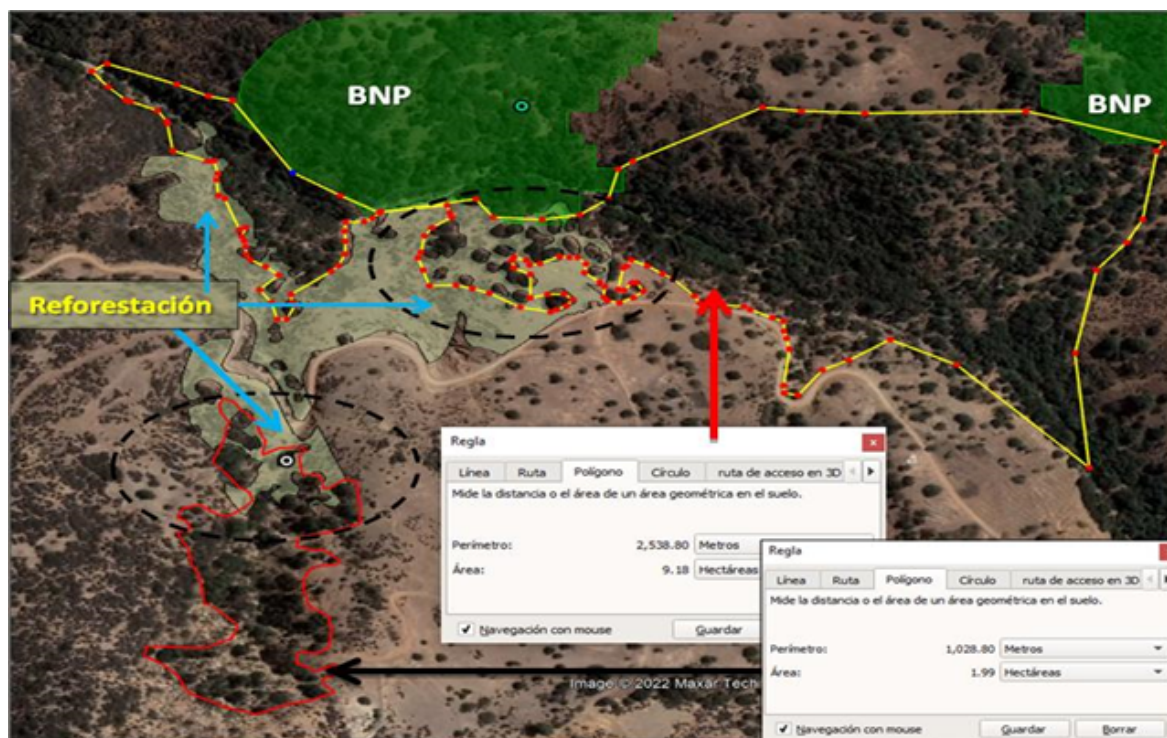 BNP
BNP
Reforestación
Regla
Línea Ruta Polígono Círculo ruta de acceso en 3D
Mide la distancia o el área de un área geométrica en el suelo.
Perímetro: 2,538.80 Metros
Área: 9.18 Hectáreas
Navegación con mouse Guardar
Regla
Línea Ruta Polígono Círculo ruta de acceso en 3D
Mide la distancia o el área de un área geométrica en el suelo.
Perímetro: 1,028.80 Metros
Área: 1.99 Hectáreas
Navegación con mouse Guardar Borrar
Image © 2022 Maxar Tech